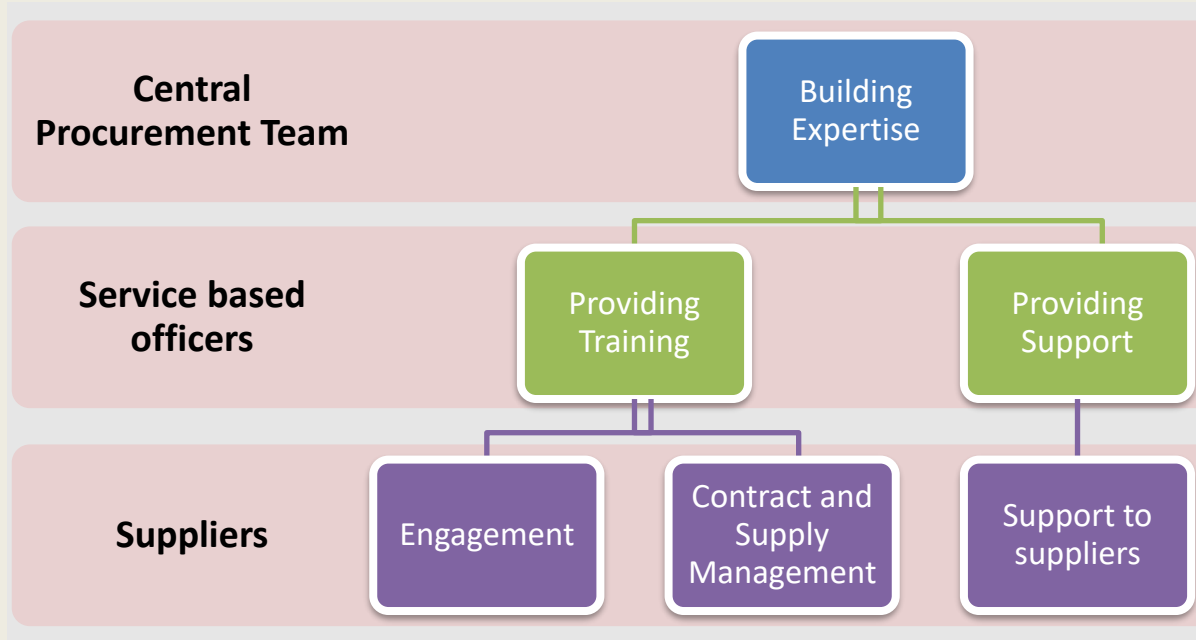 Central
Procurement Team
Building
Expertise
Service based
officers
Providing
Training
Providing
Support
Suppliers
Engagement
Contract and
Supply
Management
Support to
suppliers